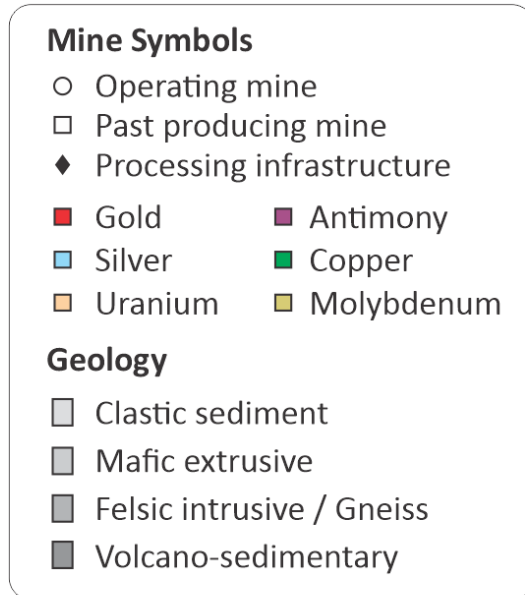 Mine Symbols
Operating mine
Past producing mine
Processing infrastructure
Gold Antimony
Silver Copper
Uranium Molybdenum
Geology
Clastic sediment
Mafic extrusive
Felsic intrusive / Gneiss
Volcano-sedimentary